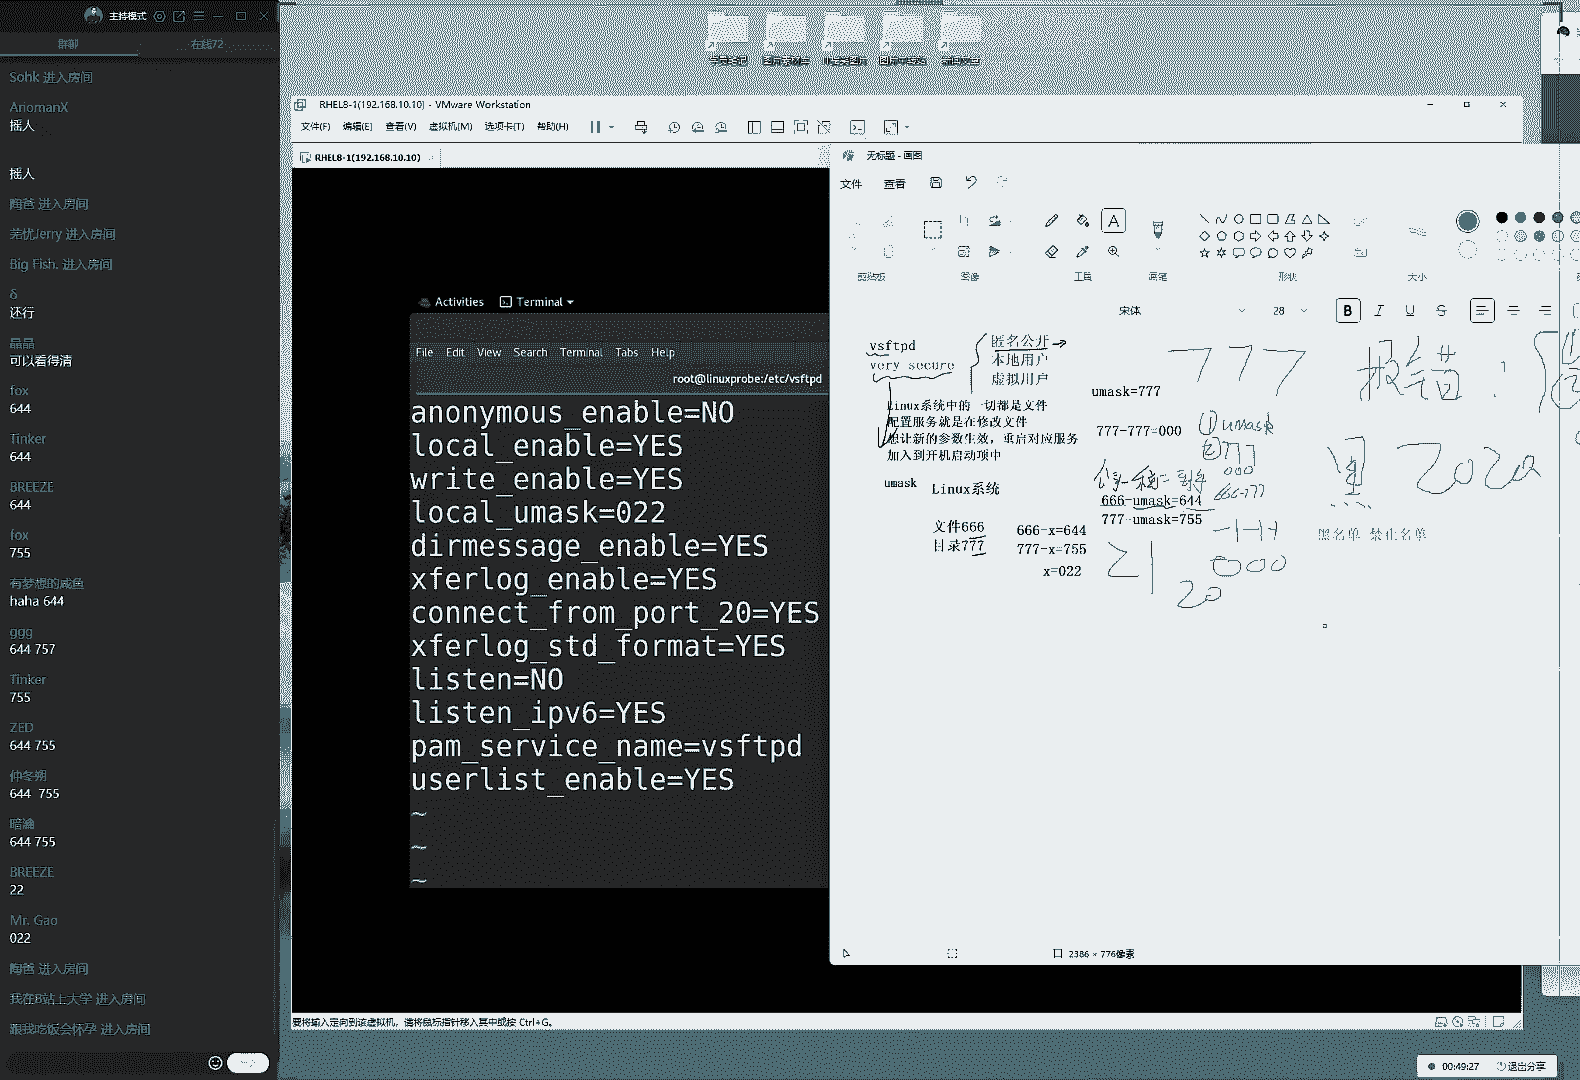 主持模式
群聊
在线72
Sohk 进入房间
AriomanX
摇人
摇人
陶爸 进入房间
芜忧Jerry 进入房间
Big Fish. 进入房间
δ
还行
晶晶
可以看得清
fox
644
Tinker
644
BREEZE
644
fox
755
有梦想的咸鱼
haha 644
ggg
644 757
Tinker
755
ZED
644 755
仲冬翊
644 755
644 755
BREEZE
22
Mr. Gao
022
陶爸 进入房间
我在B站上大学 进入房间
跟我吃饭会怀孕 进入房间
RHEL8-1(192.168.10.10) - VMware Workstation
文件(F) 编辑(E) 查看(V) 虚拟机(M) 选项卡(T) 帮助(H)
RHEL8-1(192.168.10.10)
Activities Terminal
File Edit View Search Terminal Tabs Help
root@linuxprobe:/etc/vsftpd
anonymous_enable=NO
local_enable=YES
write_enable=YES
local_umask=022
dirmessage_enable=YES
xferlog_enable=YES
connect_from_port_20=YES
xferlog_std_format=YES
listen=NO
listen_ipv6=YES
pam_service_name=vsftpd
userlist_enable=YES
~
~
~
要将输入定向到该虚拟机，请将鼠标指针移入其中或按 Ctrl+G。
无标题 - 画图
文件 查看
剪贴板 图像 工具 画笔 形状 大小
宋体 28 B I U S
vsftpd
very secure
匿名公开
本地用户
虚拟用户
Linux系统中的一切都是文件
配置服务就是在修改文件
想让新的参数生效，重启对应服务
加入到开机启动项中
umask
Linux系统
文件666
目录777
666-x=644
777-x=755
x=022
umask=777
777-777=000
666-umask=644
777-umask=755
777
①umask
②777
000
666-777
-1-1-1
000
21
20
报错：
黑 2020
黑名单 禁止名单
2386 × 776像素
00:49:27 退出分享